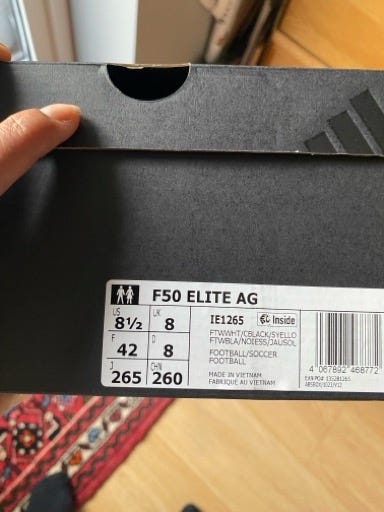 F50 ELITE AG
US
8½
UK
8
F
42
D
8
J
265
CHN
260
IE1265
Inside
FTWWHT/CBLACK/SYELLO
FTWBLA/NOIESS/JAUSOL
FOOTBALL/SOCCER
FOOTBALL
MADE IN VIETNAM
FABRIQUÉ AU VIETNAM
4 067892 468772